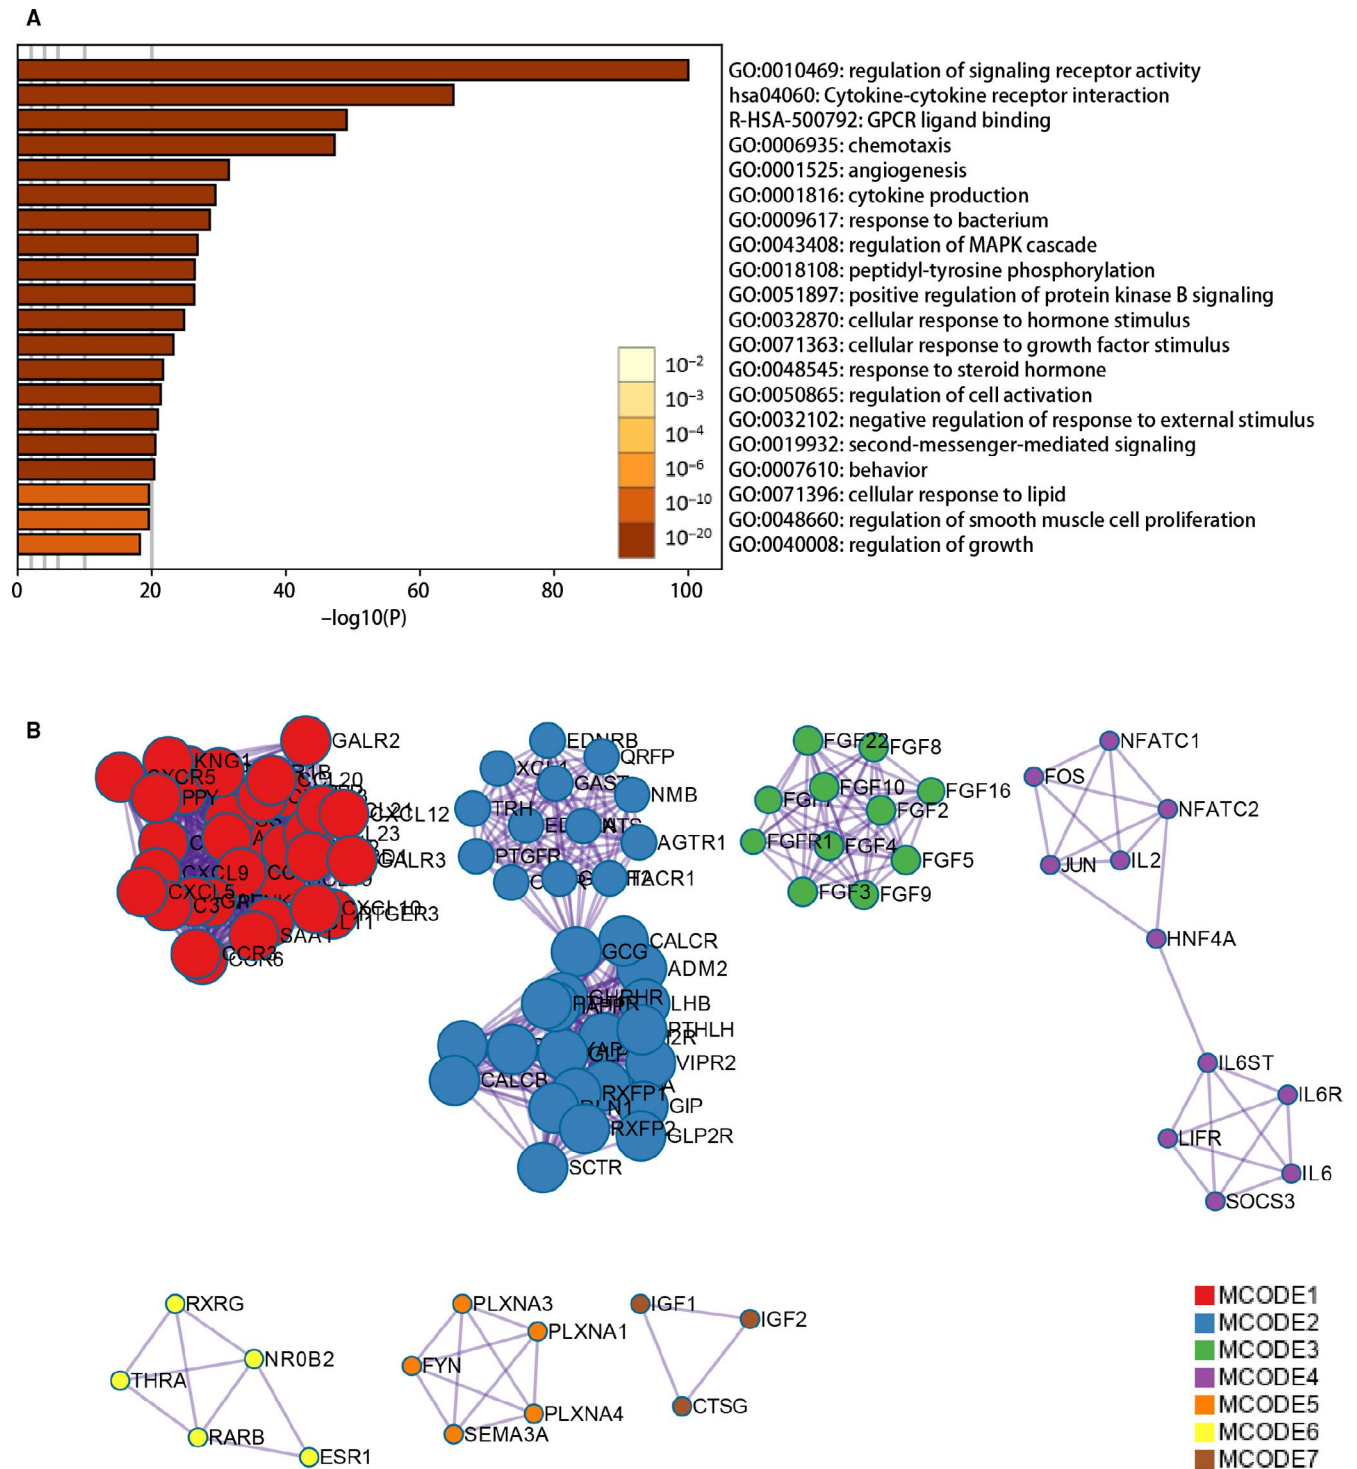 A
GO:0010469: regulation of signaling receptor activity
hsa04060: Cytokine-cytokine receptor interaction
R-HSA-500792: GPCR ligand binding
GO:0006935: chemotaxis
GO:0001525: angiogenesis
GO:0001816: cytokine production
GO:0009617: response to bacterium
GO:0043408: regulation of MAPK cascade
GO:0018108: peptidyl-tyrosine phosphorylation
GO:0051897: positive regulation of protein kinase B signaling
GO:0032870: cellular response to hormone stimulus
GO:0071363: cellular response to growth factor stimulus
GO:0048545: response to steroid hormone
GO:0050865: regulation of cell activation
GO:0032102: negative regulation of response to external stimulus
GO:0019932: second-messenger-mediated signaling
GO:0007610: behavior
GO:0071396: cellular response to lipid
GO:0048660: regulation of smooth muscle cell proliferation
GO:0040008: regulation of growth
10⁻²
10⁻³
10⁻⁴
10⁻⁶
10⁻¹⁰
10⁻²⁰
0 20 40 60 80 100
−log10(P)
B
GALR2
KNG1
CXCR5
PPY
CXCL12
GALR3
CXCL9
CXCL5
CXCL10
PTGER3
SAA1
CCR3
CCR6
EDNRB
QRFP
GAST
NMB
TRH
AGTR1
PTGFR
TACR1
GCG
CALCR
ADM2
LHB
PTHLH
VIPR2
CALCB
RXFP1
RLN1
GIP
RXFP2
GLP2R
SCTR
FGF22
FGF8
FGF10
FGF16
FGF2
FGFR1
FGF4
FGF5
FGF3
FGF9
NFATC1
FOS
NFATC2
JUN
IL2
HNF4A
IL6ST
IL6R
LIFR
IL6
SOCS3
RXRG
NR0B2
THRA
RARB
ESR1
PLXNA3
PLXNA1
FYN
PLXNA4
SEMA3A
IGF1
IGF2
CTSG
MCODE1
MCODE2
MCODE3
MCODE4
MCODE5
MCODE6
MCODE7